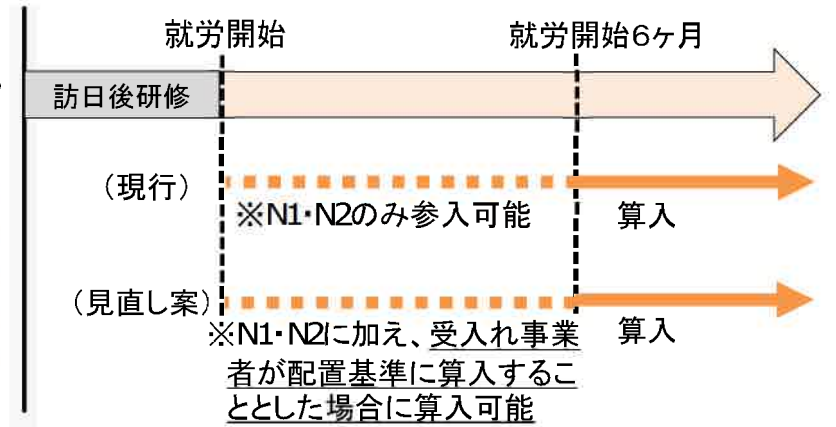 就労開始
就労開始6ヶ月
訪日後研修
（現行）
※N1・N2のみ参入可能
算入
（見直し案）
※N1・N2に加え、受入れ事業
者が配置基準に算入するこ
ととした場合に算入可能
算入